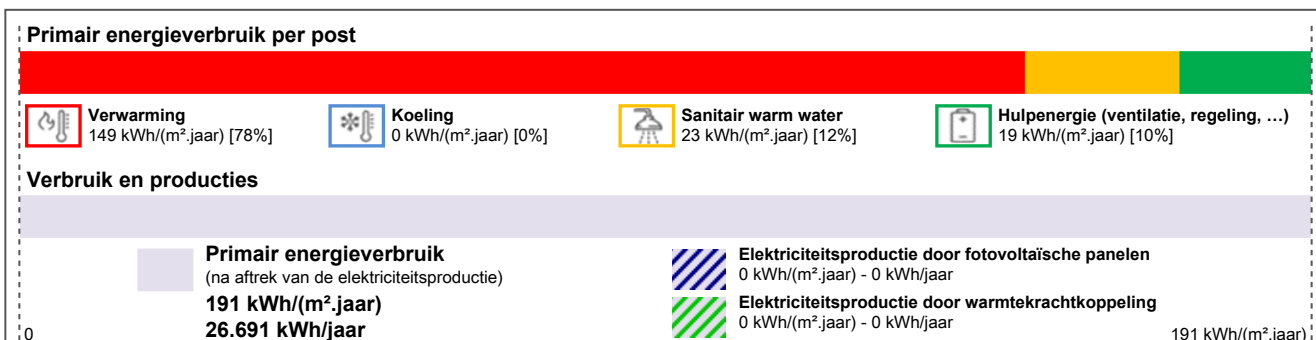 Primair energieverbruik per post
Verwarming
149 kWh/(m².jaar) [78%]
Koeling
0 kWh/(m².jaar) [0%]
Sanitair warm water
23 kWh/(m².jaar) [12%]
Hulpenergie (ventilatie, regeling, …)
19 kWh/(m².jaar) [10%]
Verbruik en producties
Primair energieverbruik
(na aftrek van de elektriciteitsproductie)
191 kWh/(m².jaar)
26.691 kWh/jaar
Elektriciteitsproductie door fotovoltaïsche panelen
0 kWh/(m².jaar) - 0 kWh/jaar
Elektriciteitsproductie door warmtekrachtkoppeling
0 kWh/(m².jaar) - 0 kWh/jaar
0
191 kWh/(m².jaar)